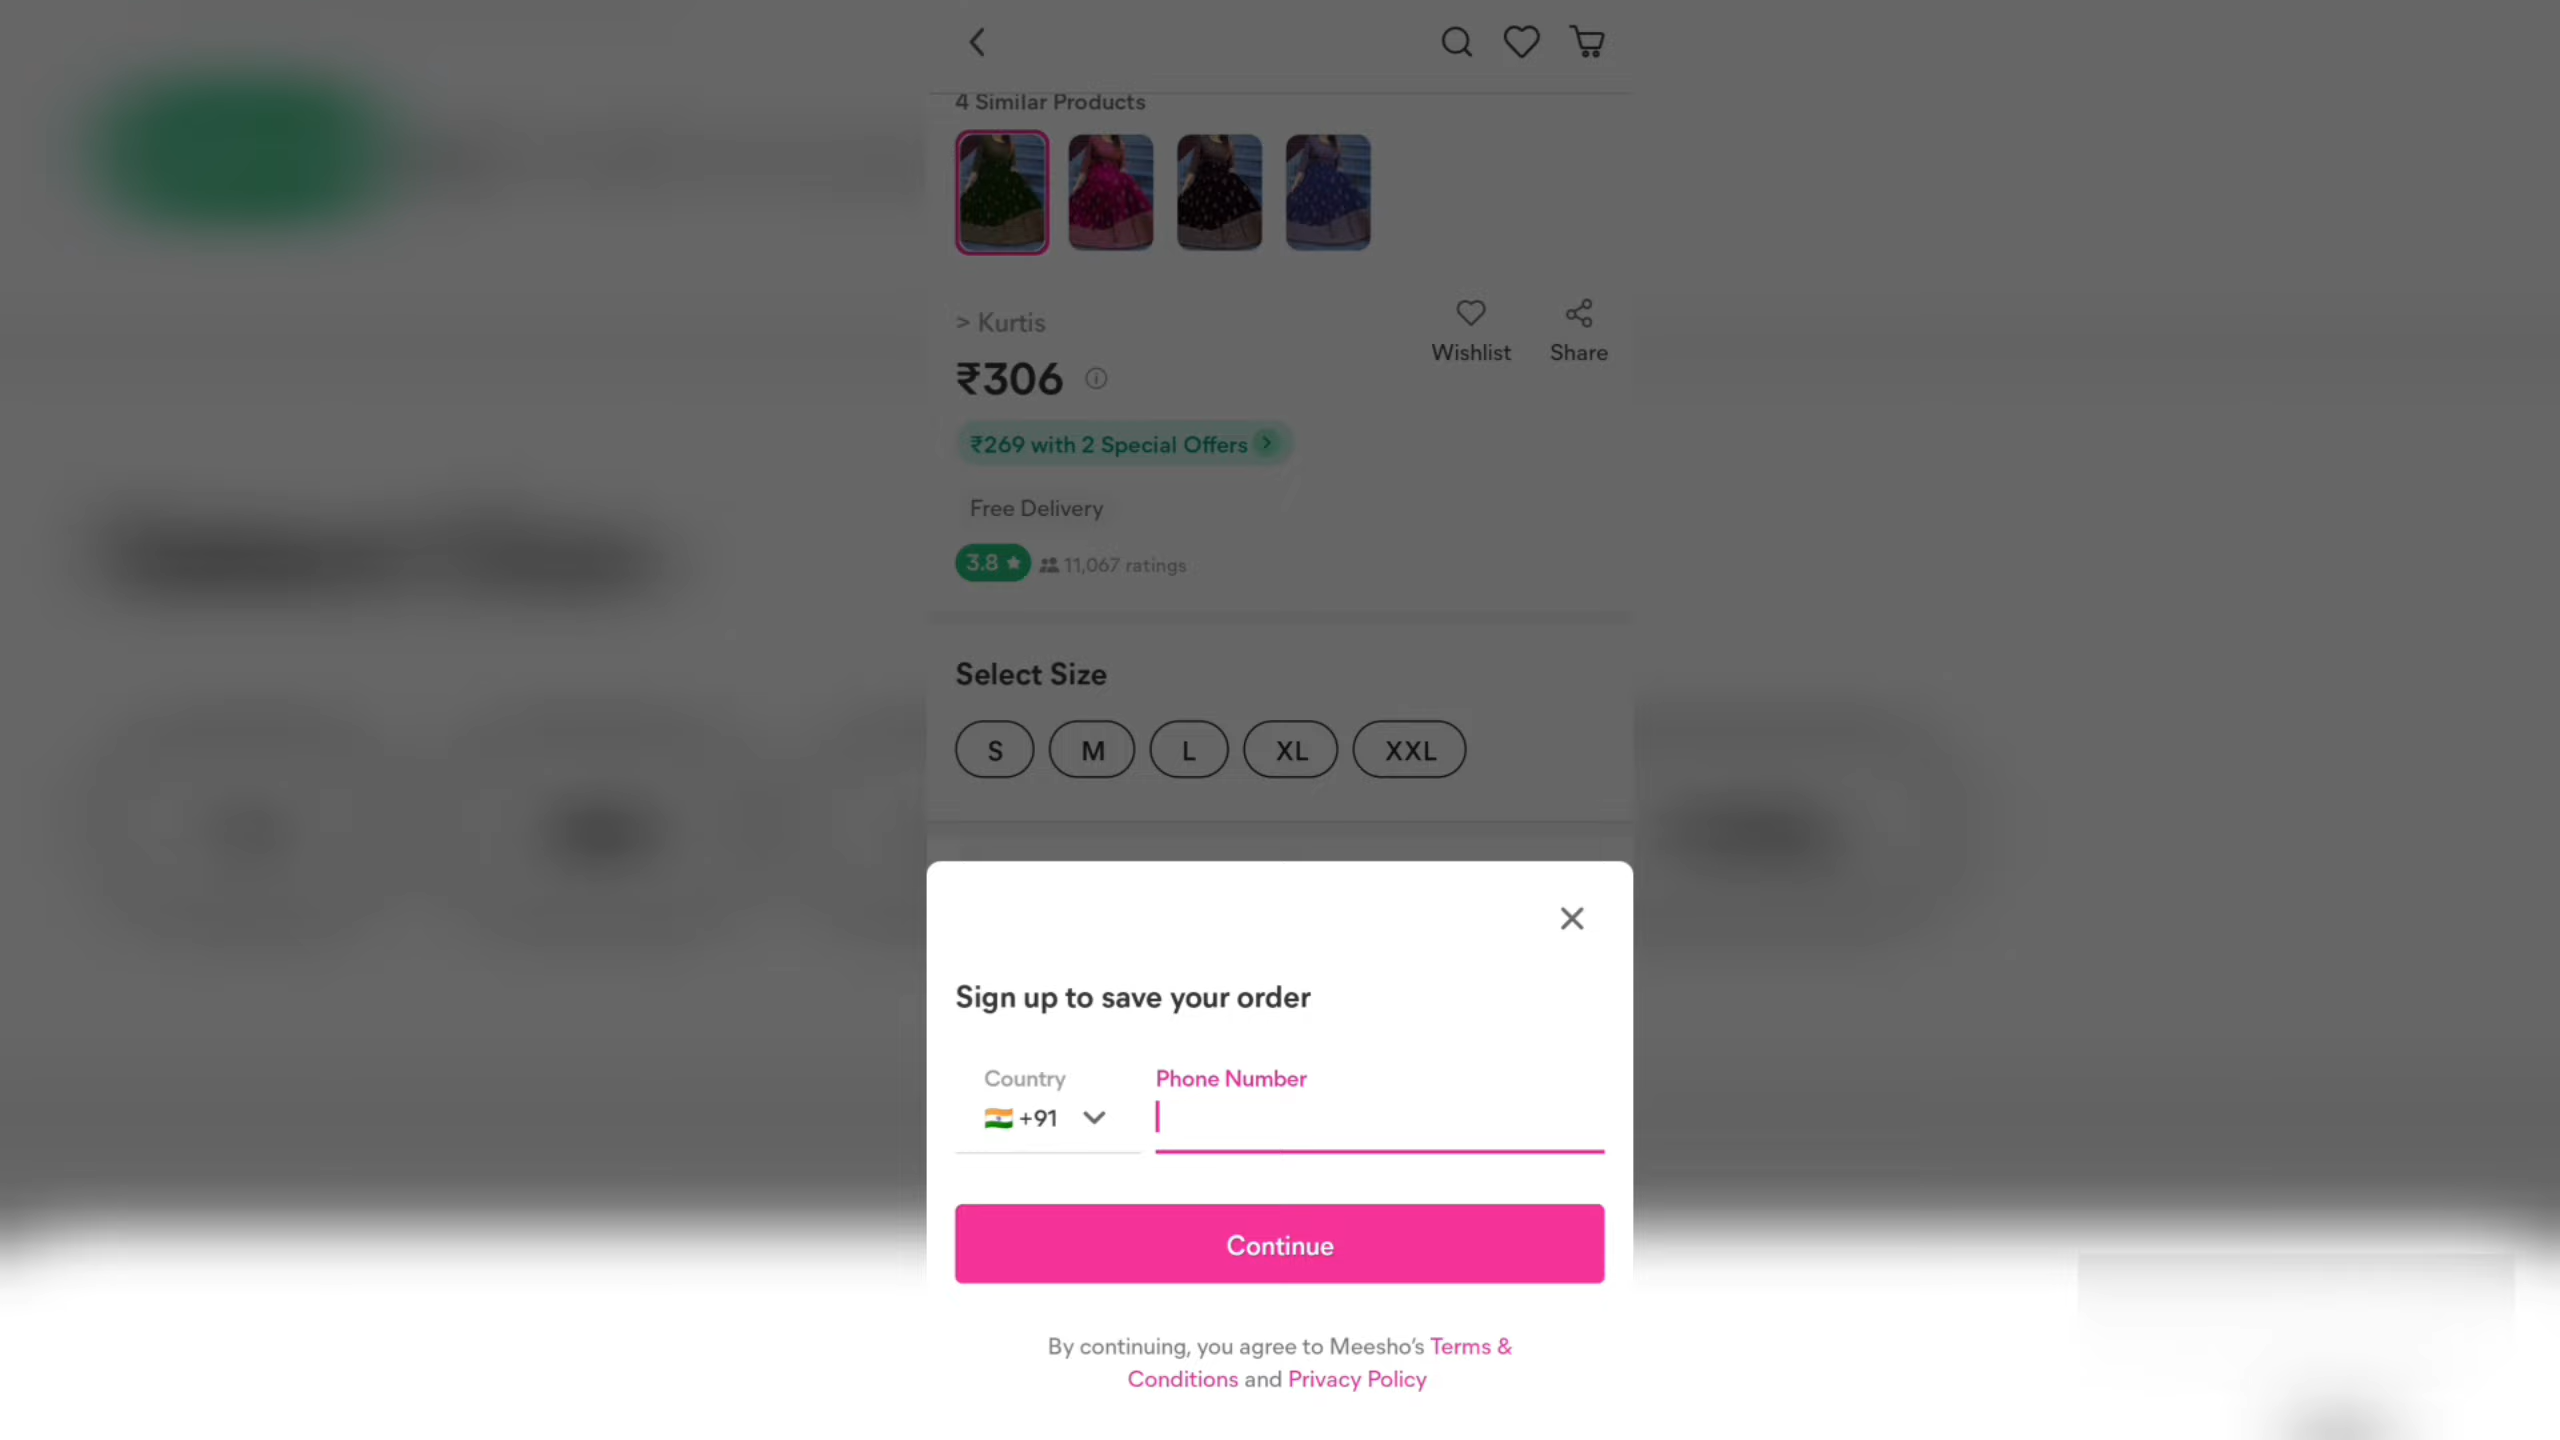 4 Similar Products
> Kurtis
Wishlist Share
₹306
₹269 with 2 Special Offers
Free Delivery
3.8 11,067 ratings
Select Size
S M L XL XXL
Sign up to save your order
Country Phone Number
+91
Continue
By continuing, you agree to Meesho’s Terms &
Conditions and Privacy Policy